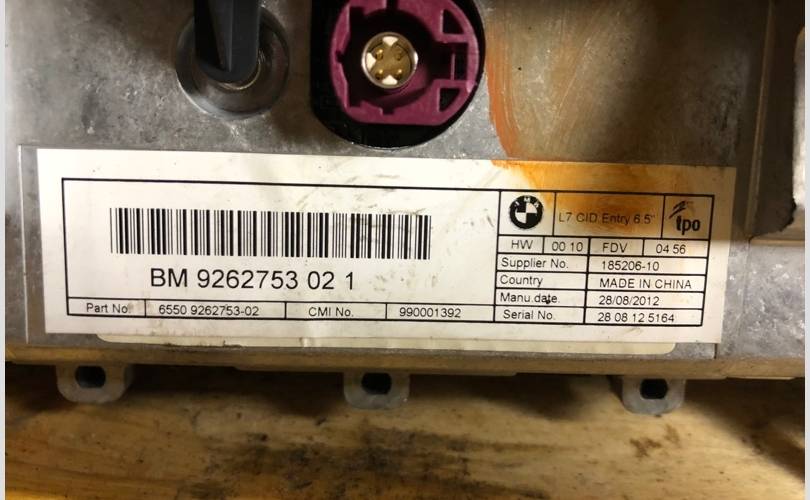 BM 9262753 02 1
Part No 6550 9262753-02 CMI No. 990001392
BMW L7 CID Entry 6.5" tpo
HW 00 10 FDV 04 56
Supplier No. 185206-10
Country MADE IN CHINA
Manu.date 28/08/2012
Serial No. 28 08 12 5164